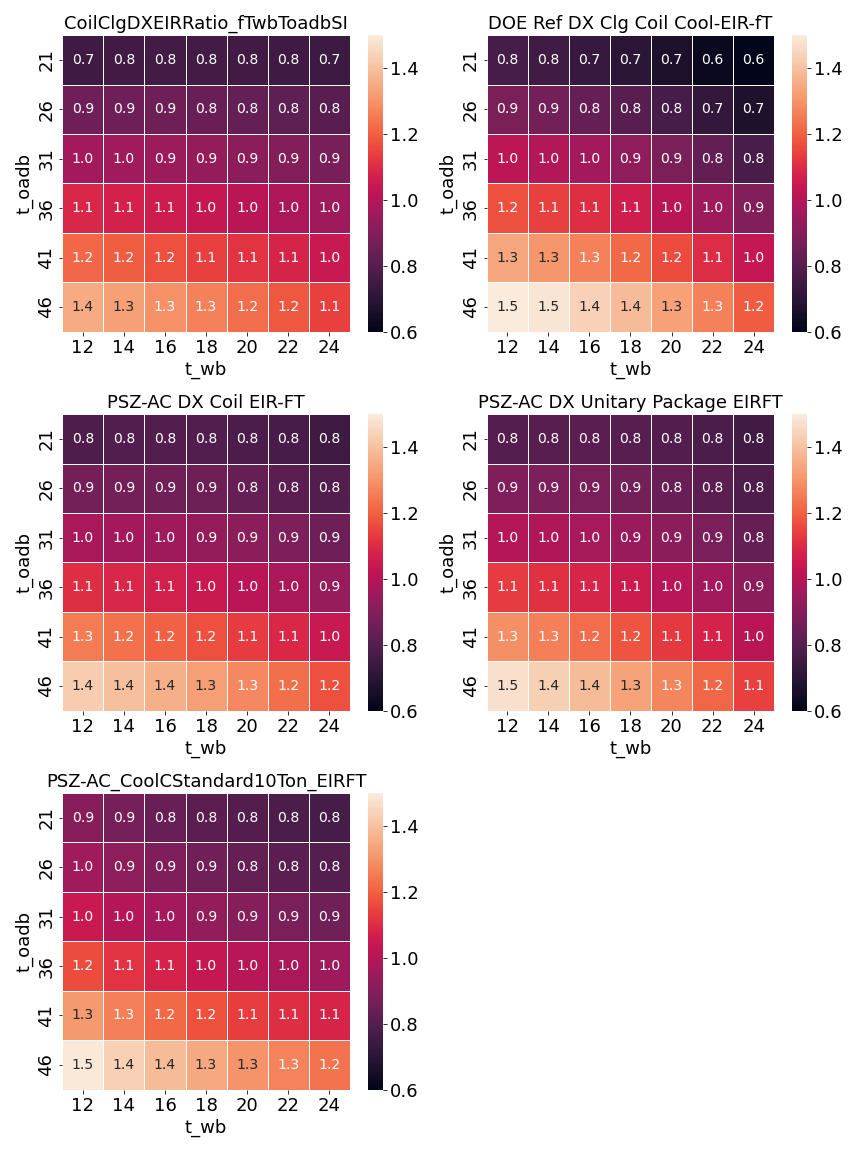 CoilClgDXEIRRatio_fTwbToadbSI
t_oadb
21 0.7 0.8 0.8 0.8 0.8 0.8 0.7
26 0.9 0.9 0.9 0.8 0.8 0.8 0.8
31 1.0 1.0 0.9 0.9 0.9 0.9 0.9
36 1.1 1.1 1.1 1.0 1.0 1.0 1.0
41 1.2 1.2 1.2 1.1 1.1 1.1 1.0
46 1.4 1.3 1.3 1.3 1.2 1.2 1.1
12 14 16 18 20 22 24
t_wb
1.4
1.2
1.0
0.8
0.6
DOE Ref DX Clg Coil Cool-EIR-fT
t_oadb
21 0.8 0.8 0.7 0.7 0.7 0.6 0.6
26 0.9 0.9 0.8 0.8 0.8 0.7 0.7
31 1.0 1.0 1.0 0.9 0.9 0.8 0.8
36 1.2 1.1 1.1 1.1 1.0 1.0 0.9
41 1.3 1.3 1.3 1.2 1.2 1.1 1.0
46 1.5 1.5 1.4 1.4 1.3 1.3 1.2
12 14 16 18 20 22 24
t_wb
1.4
1.2
1.0
0.8
0.6
PSZ-AC DX Coil EIR-FT
t_oadb
21 0.8 0.8 0.8 0.8 0.8 0.8 0.8
26 0.9 0.9 0.9 0.9 0.8 0.8 0.8
31 1.0 1.0 1.0 0.9 0.9 0.9 0.9
36 1.1 1.1 1.1 1.0 1.0 1.0 0.9
41 1.3 1.2 1.2 1.2 1.1 1.1 1.0
46 1.4 1.4 1.4 1.3 1.3 1.2 1.2
12 14 16 18 20 22 24
t_wb
1.4
1.2
1.0
0.8
0.6
PSZ-AC DX Unitary Package EIRFT
t_oadb
21 0.8 0.8 0.8 0.8 0.8 0.8 0.8
26 0.9 0.9 0.9 0.9 0.8 0.8 0.8
31 1.0 1.0 1.0 0.9 0.9 0.9 0.8
36 1.1 1.1 1.1 1.1 1.0 1.0 0.9
41 1.3 1.3 1.2 1.2 1.1 1.1 1.0
46 1.5 1.4 1.4 1.3 1.3 1.2 1.1
12 14 16 18 20 22 24
t_wb
1.4
1.2
1.0
0.8
0.6
PSZ-AC_CoolCStandard10Ton_EIRFT
t_oadb
21 0.9 0.9 0.8 0.8 0.8 0.8 0.8
26 1.0 0.9 0.9 0.9 0.8 0.8 0.8
31 1.0 1.0 1.0 0.9 0.9 0.9 0.9
36 1.2 1.1 1.1 1.0 1.0 1.0 1.0
41 1.3 1.3 1.2 1.2 1.1 1.1 1.1
46 1.5 1.4 1.4 1.3 1.3 1.3 1.2
12 14 16 18 20 22 24
t_wb
1.4
1.2
1.0
0.8
0.6